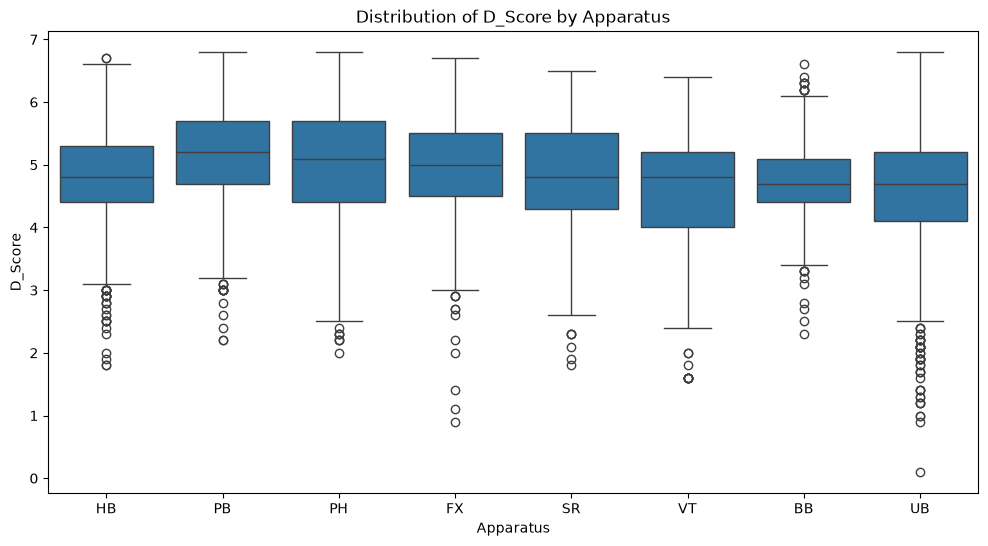 Distribution of D_Score by Apparatus
D_Score
7
6
5
4
3
2
1
0
HB PB PH FX SR VT BB UB
Apparatus